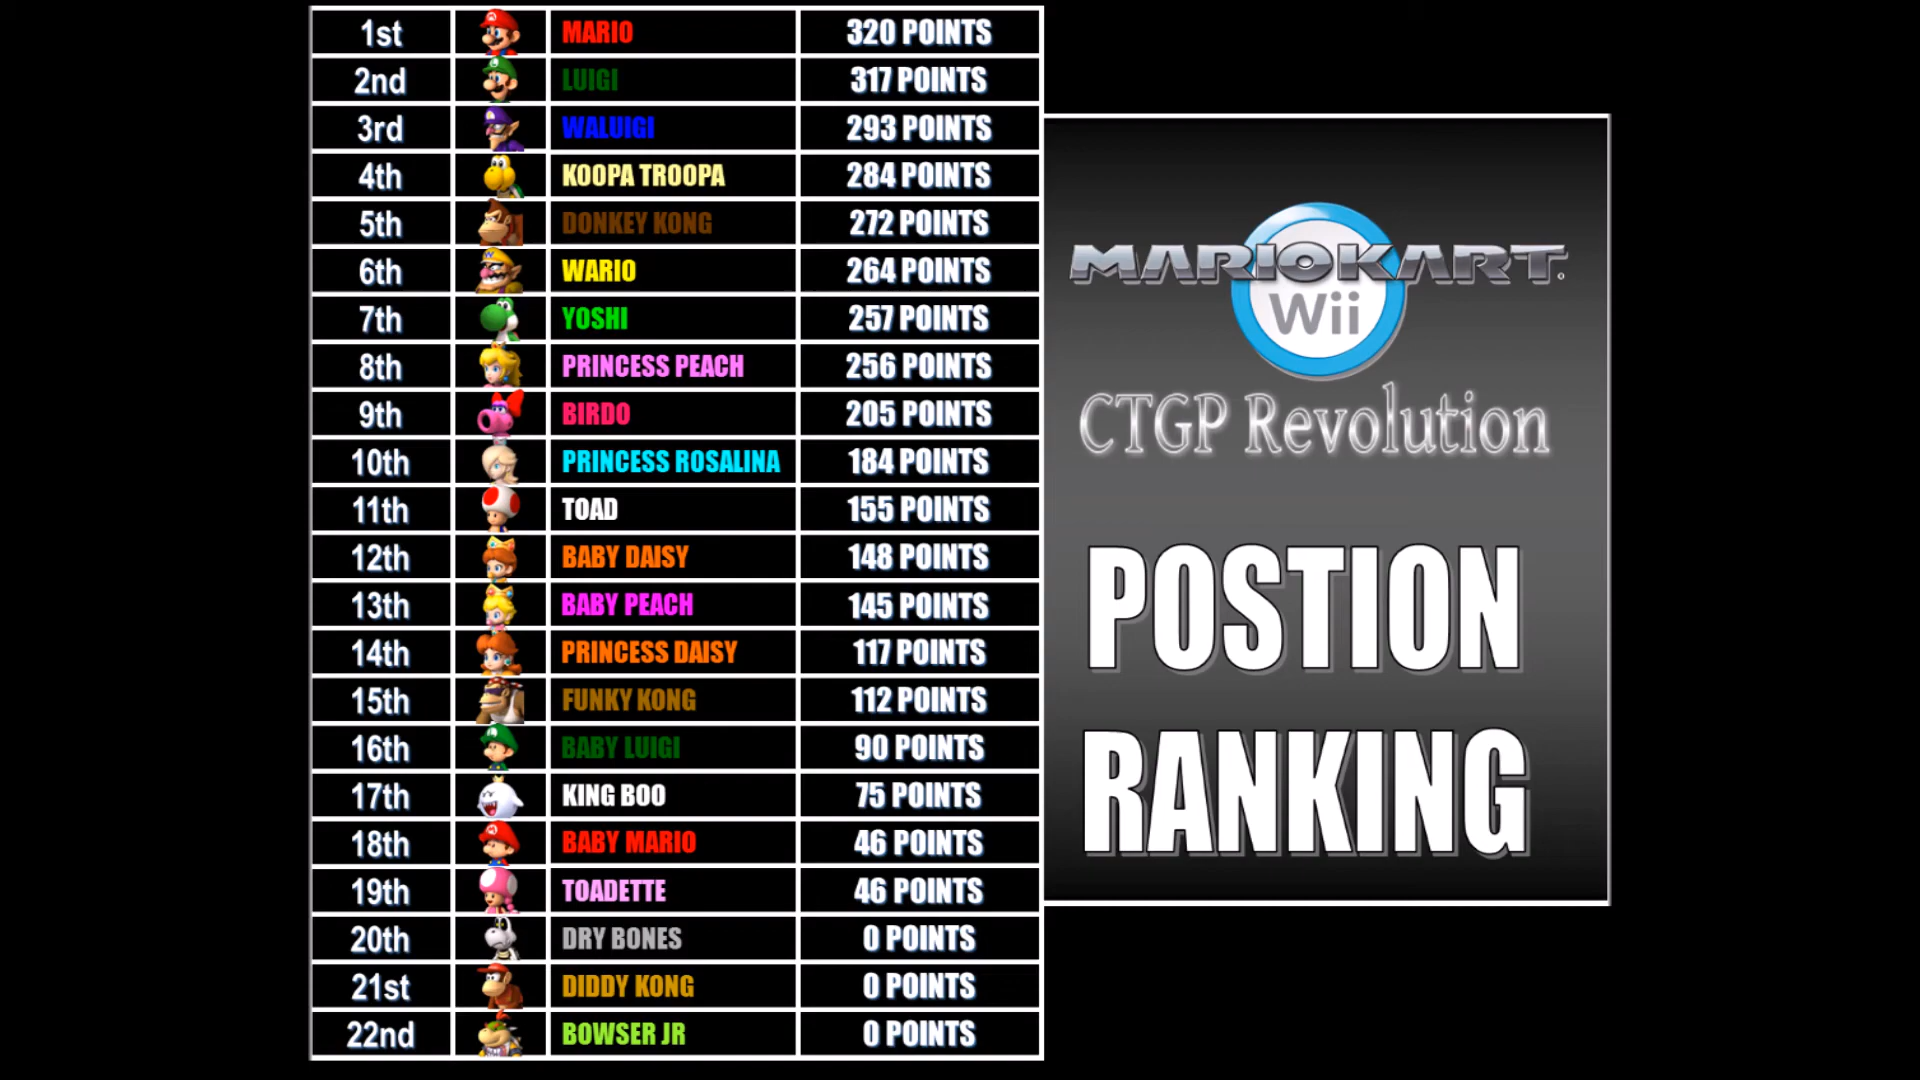 1st MARIO 320 POINTS
2nd LUIGI 317 POINTS
3rd WALUIGI 293 POINTS
4th KOOPA TROOPA 284 POINTS
5th DONKEY KONG 272 POINTS
6th WARIO 264 POINTS
7th YOSHI 257 POINTS
8th PRINCESS PEACH 256 POINTS
9th BIRDO 205 POINTS
10th PRINCESS ROSALINA 184 POINTS
11th TOAD 155 POINTS
12th BABY DAISY 148 POINTS
13th BABY PEACH 145 POINTS
14th PRINCESS DAISY 117 POINTS
15th FUNKY KONG 112 POINTS
16th BABY LUIGI 90 POINTS
17th KING BOO 75 POINTS
18th BABY MARIO 46 POINTS
19th TOADETTE 46 POINTS
20th DRY BONES 0 POINTS
21st DIDDY KONG 0 POINTS
22nd BOWSER JR 0 POINTS
MARIOKART
Wii
CTGP Revolution
POSTION
RANKING